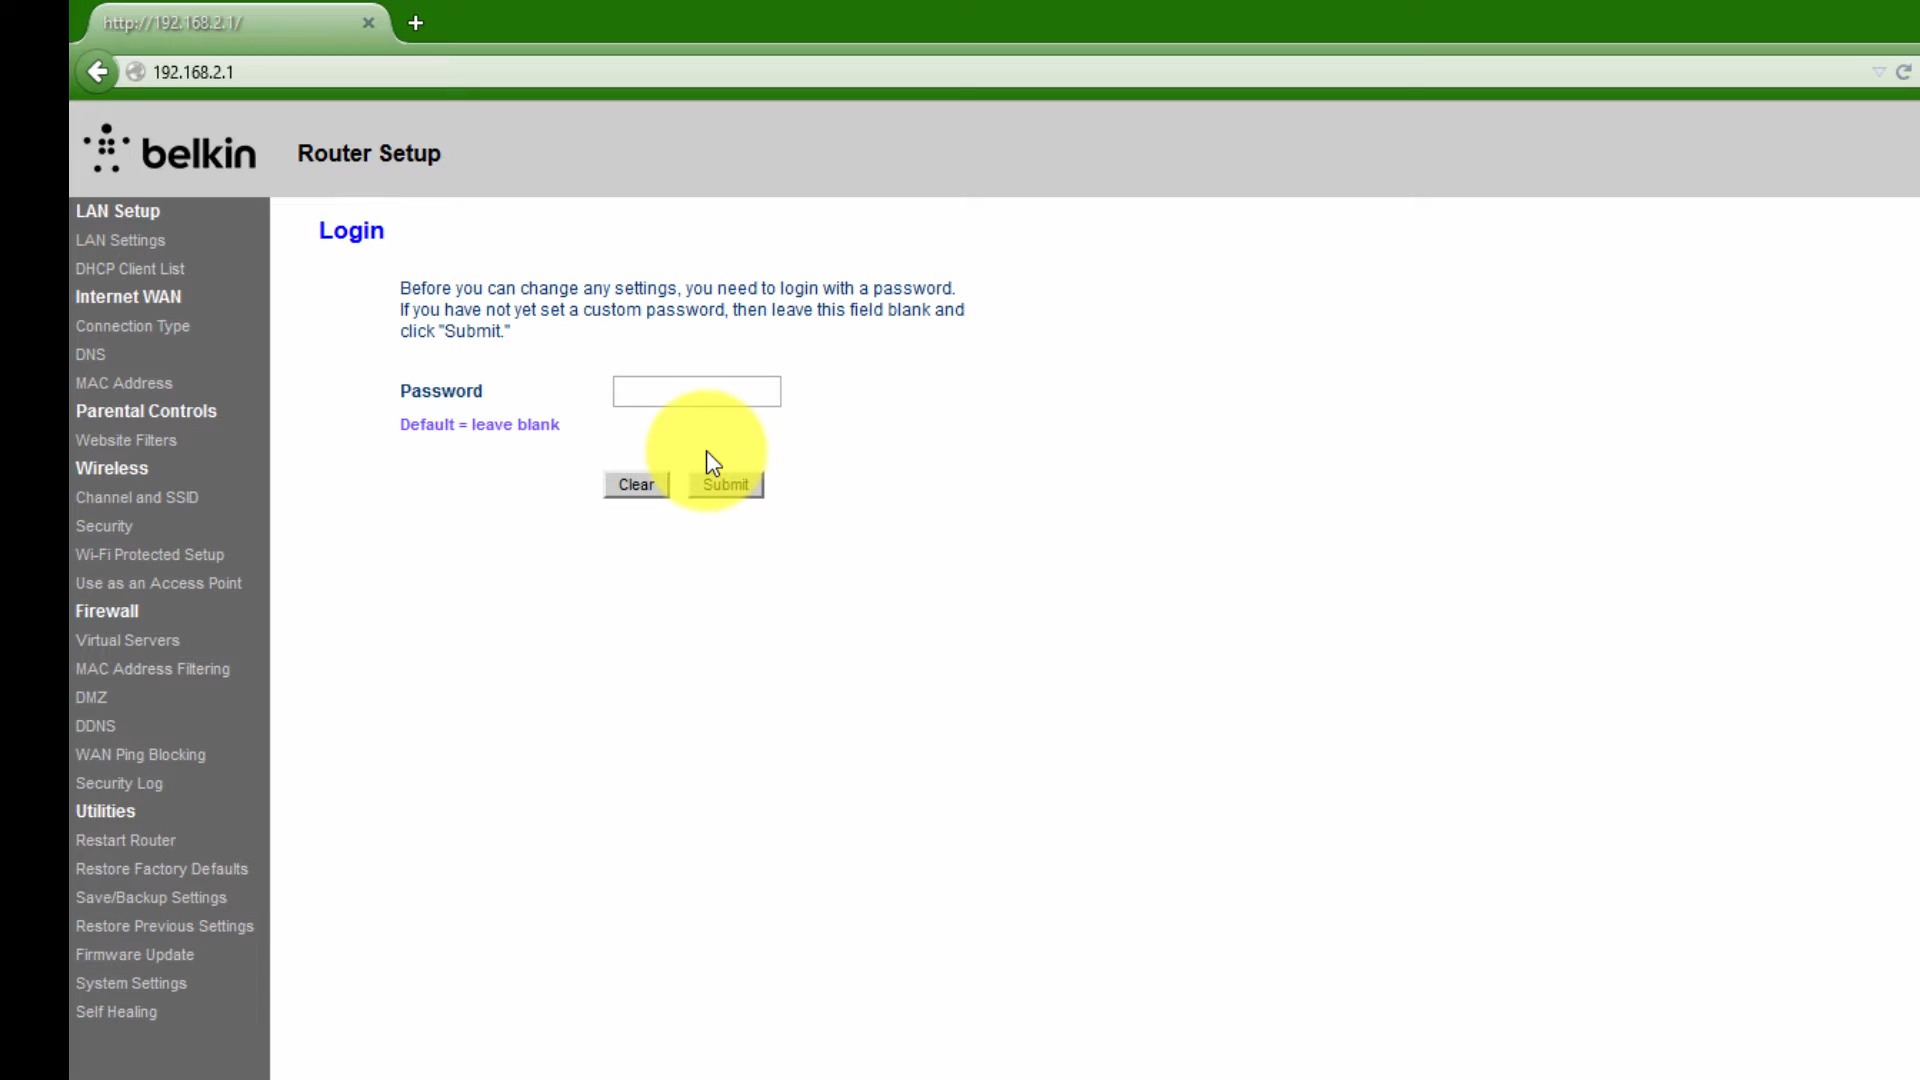 http://192.168.2.1/
192.168.2.1
belkin
Router Setup
LAN Setup
LAN Settings
DHCP Client List
Internet WAN
Connection Type
DNS
MAC Address
Parental Controls
Website Filters
Wireless
Channel and SSID
Security
Wi-Fi Protected Setup
Use as an Access Point
Firewall
Virtual Servers
MAC Address Filtering
DMZ
DDNS
WAN Ping Blocking
Security Log
Utilities
Restart Router
Restore Factory Defaults
Save/Backup Settings
Restore Previous Settings
Firmware Update
System Settings
Self Healing
Login
Before you can change any settings, you need to login with a password.
If you have not yet set a custom password, then leave this field blank and
click "Submit."
Password
Default = leave blank
Clear Submit